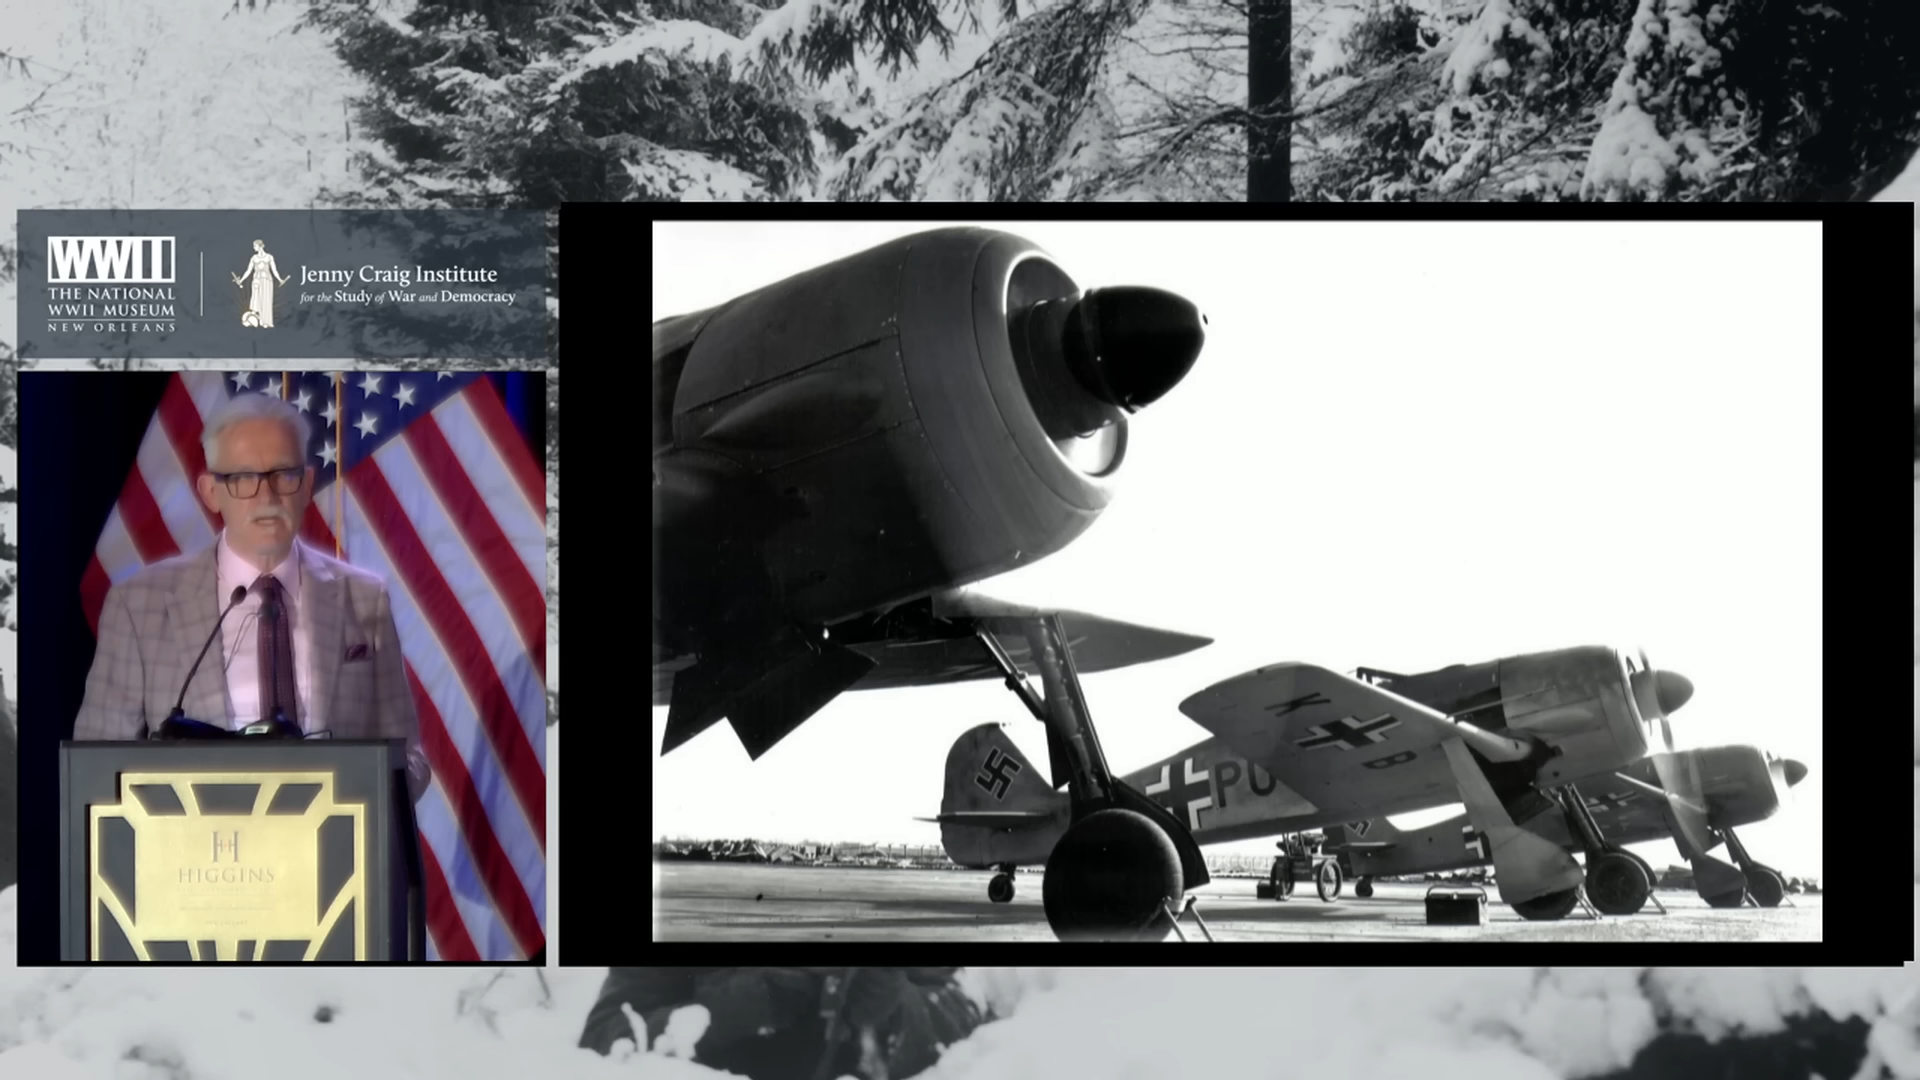 WWII
THE NATIONAL
WWII MUSEUM
NEW ORLEANS
Jenny Craig Institute
for the Study of War and Democracy
H
HIGGINS
K
B
PU